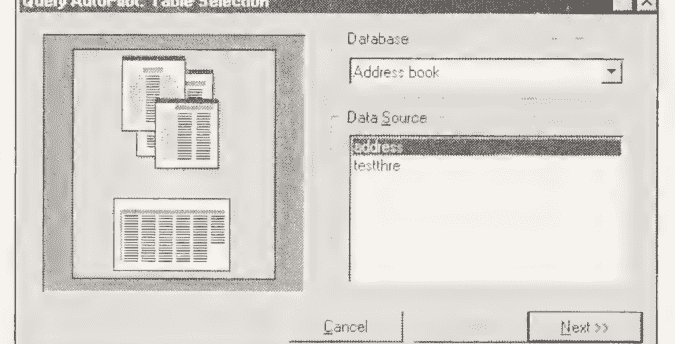 Query AutoPilot: Table Selection
Database
Address book
Data Source
address
testthre
Cancel
Next >>